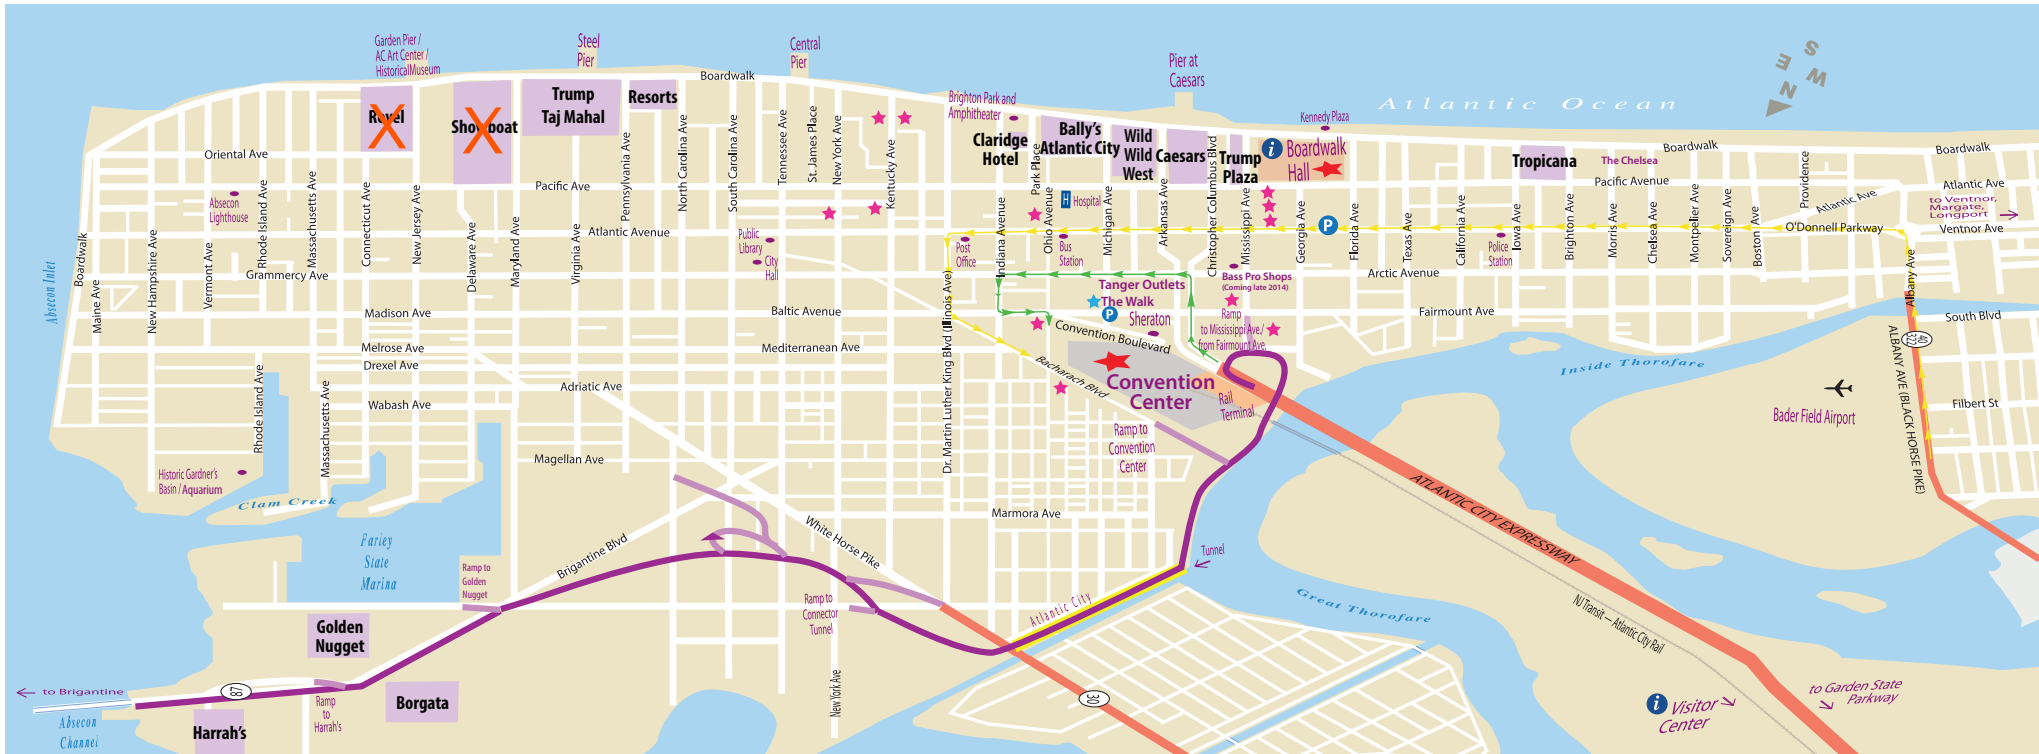 Garden Pier /
AC Art Center /
HistoricalMuseum
Steel
Pier
Central
Pier
Pier at
Caesars
Boardwalk
Atlantic Ocean
S
W
E
N
Revel
X
Showboat
X
Trump
Taj Mahal
Resorts
Brighton Park and
Amphitheater
Claridge
Hotel
Bally's
Atlantic City
Wild
Wild
West
Caesars
Trump
Plaza
Kennedy Plaza
i
Boardwalk
Hall
Tropicana
The Chelsea
Boardwalk
Boardwalk
Oriental Ave
Pacific Ave
Pacific Avenue
Atlantic Ave
Atlantic Ave
to Ventnor,
Margate,
Longport
Ventnor Ave
O'Donnell Parkway
Absecon
Lighthouse
Atlantic Avenue
Public
Library
City
Hall
Post
Office
Bus
Station
H
Hospital
P
Police
Station
Grammercy Ave
Arctic Avenue
Madison Ave
Baltic Avenue
Fairmount Ave
South Blvd
Melrose Ave
Mediterranean Ave
Drexel Ave
Adriatic Ave
Wabash Ave
Magellan Ave
Marmora Ave
Filbert St
Boardwalk
Absecon Inlet
Maine Ave
New Hampshire Ave
Vermont Ave
Rhode Island Ave
Massachusetts Ave
Connecticut Ave
New Jersey Ave
Delaware Ave
Maryland Ave
Virginia Ave
Pennsylvania Ave
North Carolina Ave
South Carolina Ave
Tennessee Ave
St. James Place
New York Ave
Kentucky Ave
Dr. Martin Luther King Blvd (Illinois Ave)
Indiana Avenue
Park Place
Ohio Avenue
Michigan Ave
Arkansas Ave
Christopher Columbus Blvd
Mississippi Ave
Georgia Ave
Florida Ave
Texas Ave
California Ave
Iowa Ave
Brighton Ave
Morris Ave
Chelsea Ave
Montpelier Ave
Sovereign Ave
Boston Ave
Providence
Albany Ave
ALBANY AVE (BLACK HORSE PIKE)
40
322
Bass Pro Shops
(Coming late 2014)
Tanger Outlets
The Walk
P
Sheraton
Ramp
to Mississippi Ave./
from Fairmount Ave.
Convention Boulevard
Bacharach Blvd
Convention
Center
Rail
Terminal
Ramp to
Convention
Center
Inside Thorofare
Bader Field Airport
Rhode Island Ave
Massachusetts Ave
Historic Gardner's
Basin / Aquarium
Clam Creek
Farley
State
Marina
Ramp to
Golden
Nugget
Brigantine Blvd
White Horse Pike
Ramp to
Connector
Tunnel
Tunnel
Atlantic City
ATLANTIC CITY EXPRESSWAY
NJ Transit — Atlantic City Rail
Great Thorofare
Golden
Nugget
to Brigantine
87
Ramp
to
Harrah's
Borgata
Harrah's
Absecon
Channel
New York Ave
30
i
Visitor
Center
to Garden State
Parkway